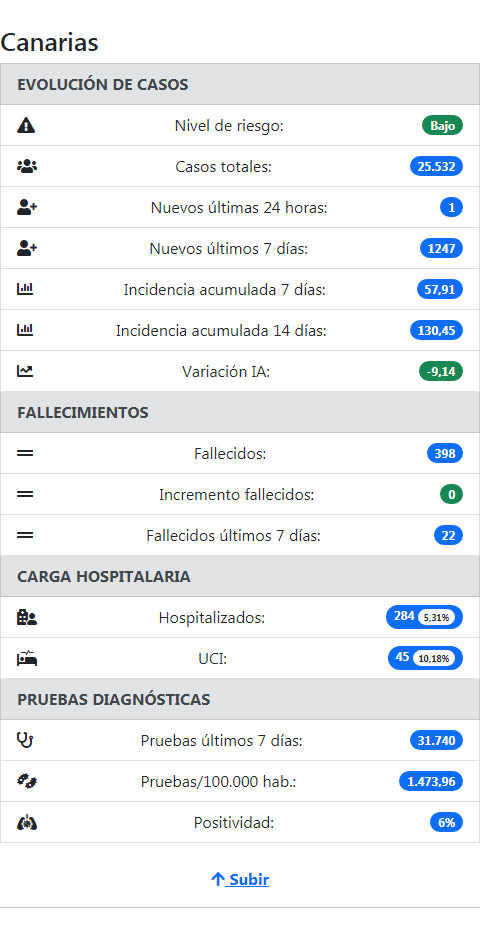 Canarias
EVOLUCIÓN DE CASOS
Nivel de riesgo: Bajo
Casos totales: 25.532
Nuevos últimas 24 horas: 1
Nuevos últimos 7 días: 1247
Incidencia acumulada 7 días: 57,91
Incidencia acumulada 14 días: 130,45
Variación IA: -9,14
FALLECIMIENTOS
Fallecidos: 398
Incremento fallecidos: 0
Fallecidos últimos 7 días: 22
CARGA HOSPITALARIA
Hospitalizados: 284 5,31%
UCI: 45 10,18%
PRUEBAS DIAGNÓSTICAS
Pruebas últimos 7 días: 31.740
Pruebas/100.000 hab.: 1.473,96
Positividad: 6%
Subir